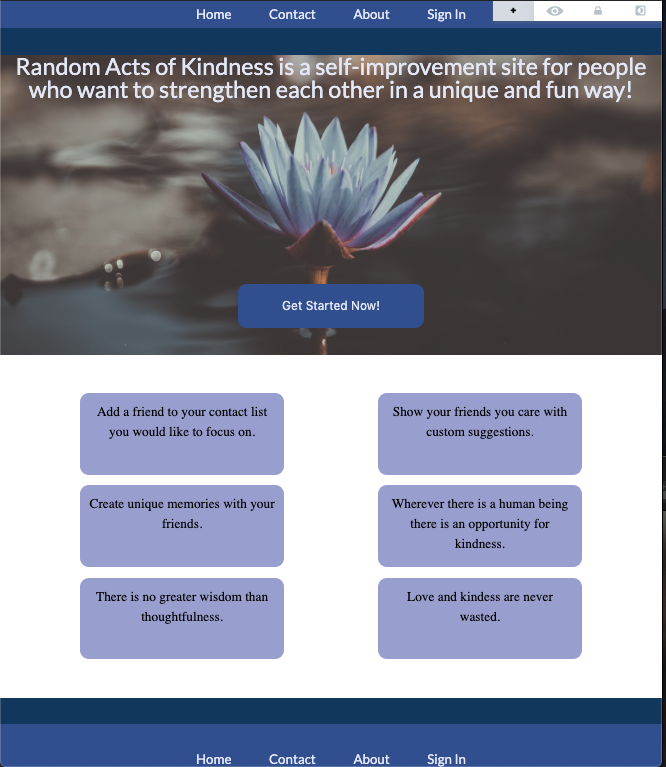 Home Contact About Sign In
Random Acts of Kindness is a self-improvement site for people
who want to strengthen each other in a unique and fun way!
Get Started Now!
Add a friend to your contact list
you would like to focus on.
Show your friends you care with
custom suggestions.
Create unique memories with your
friends.
Wherever there is a human being
there is an opportunity for
kindness.
There is no greater wisdom than
thoughtfulness.
Love and kindess are never
wasted.
Home Contact About Sign In